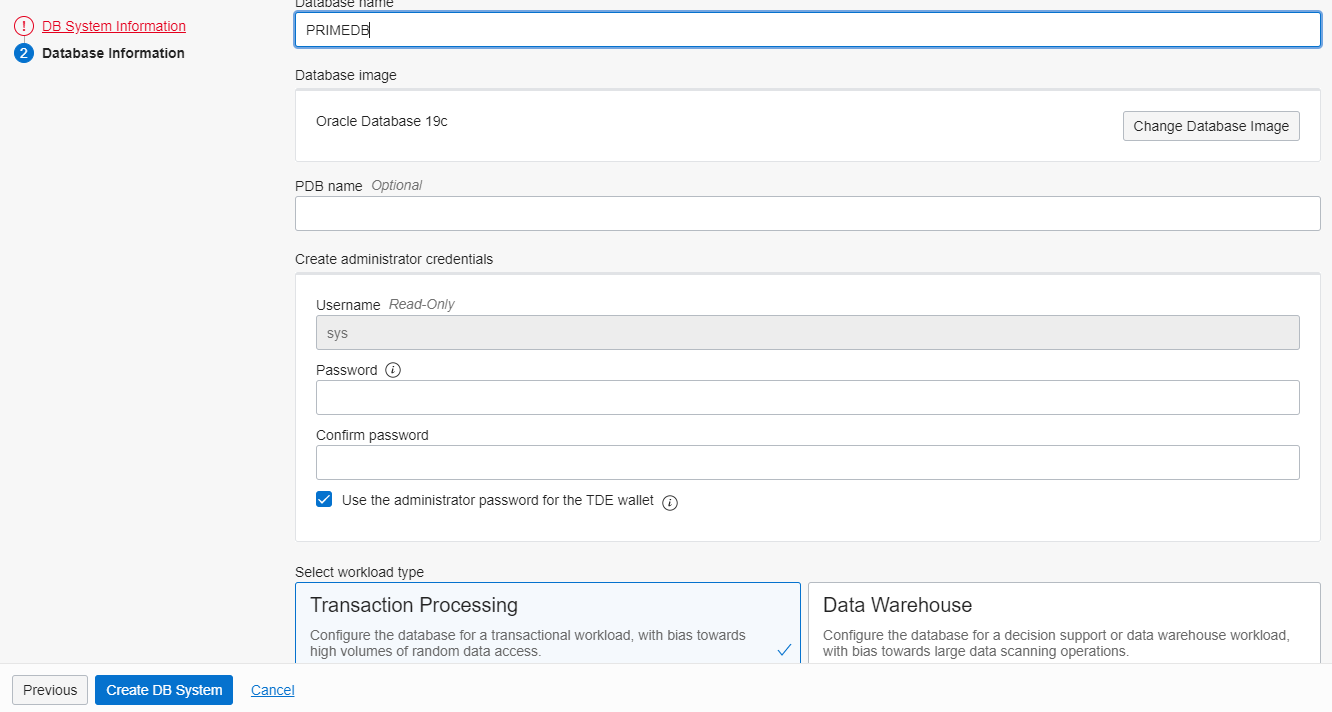 Database name
! DB System Information
PRIMEDB
2 Database Information
Database image
Oracle Database 19c
Change Database Image
PDB name Optional
Create administrator credentials
Username Read-Only
sys
Password i
Confirm password
Use the administrator password for the TDE wallet i
Select workload type
Transaction Processing
Configure the database for a transactional workload, with bias towards
high volumes of random data access.
Data Warehouse
Configure the database for a decision support or data warehouse workload,
with bias towards large data scanning operations.
Previous
Create DB System
Cancel